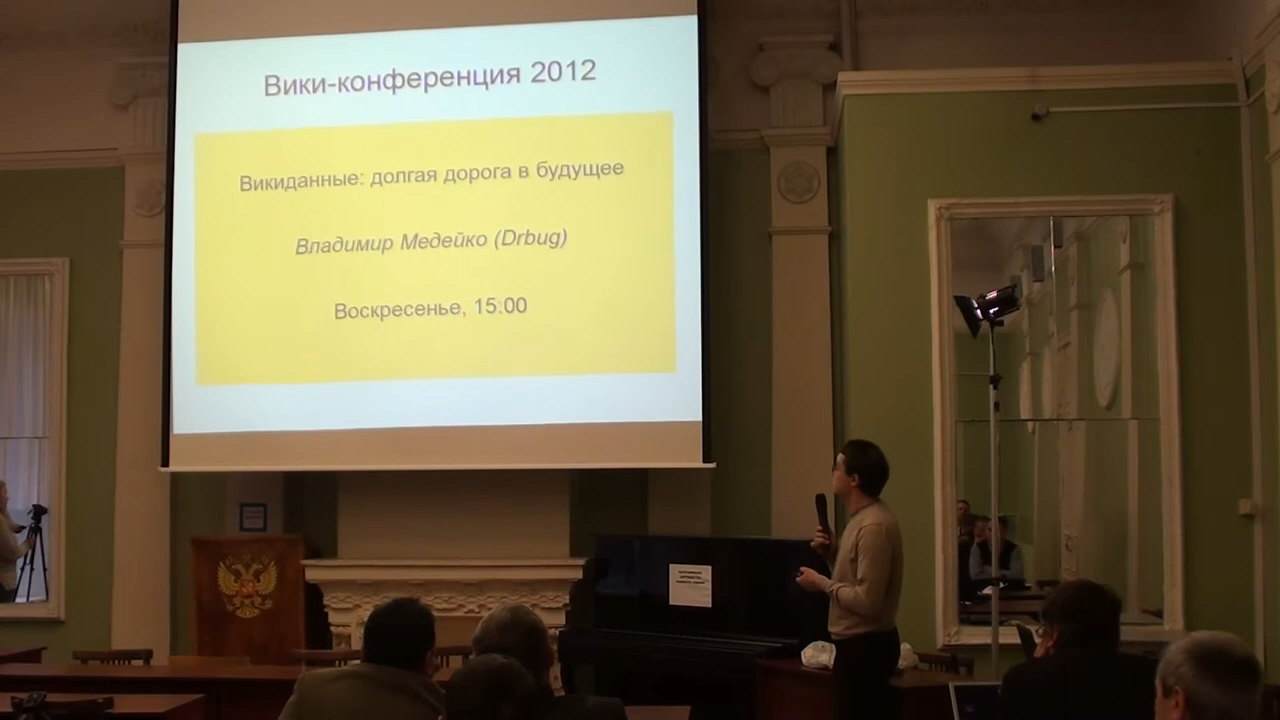 Вики-конференция 2012
Викиданные: долгая дорога в будущее
Владимир Медейко (Drbug)
Воскресенье, 15:00